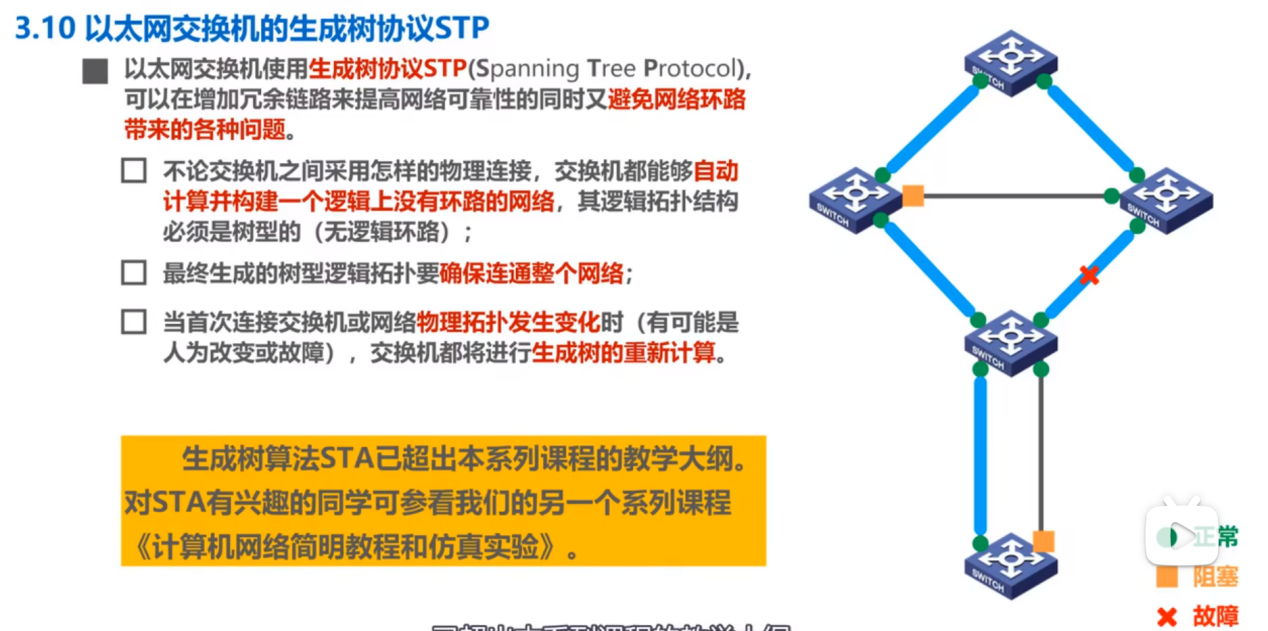 3.10 以太网交换机的生成树协议STP
以太网交换机使用生成树协议STP(Spanning Tree Protocol),
可以在增加冗余链路来提高网络可靠性的同时又避免网络环路
带来的各种问题。
不论交换机之间采用怎样的物理连接，交换机都能够自动
计算并构建一个逻辑上没有环路的网络，其逻辑拓扑结构
必须是树型的（无逻辑环路）；
最终生成的树型逻辑拓扑要确保连通整个网络；
当首次连接交换机或网络物理拓扑发生变化时（有可能是
人为改变或故障），交换机都将进行生成树的重新计算。
生成树算法STA已超出本系列课程的教学大纲。
对STA有兴趣的同学可参看我们的另一个系列课程
《计算机网络简明教程和仿真实验》。
SWITCH
SWITCH
SWITCH
SWITCH
SWITCH
正常
阻塞
故障